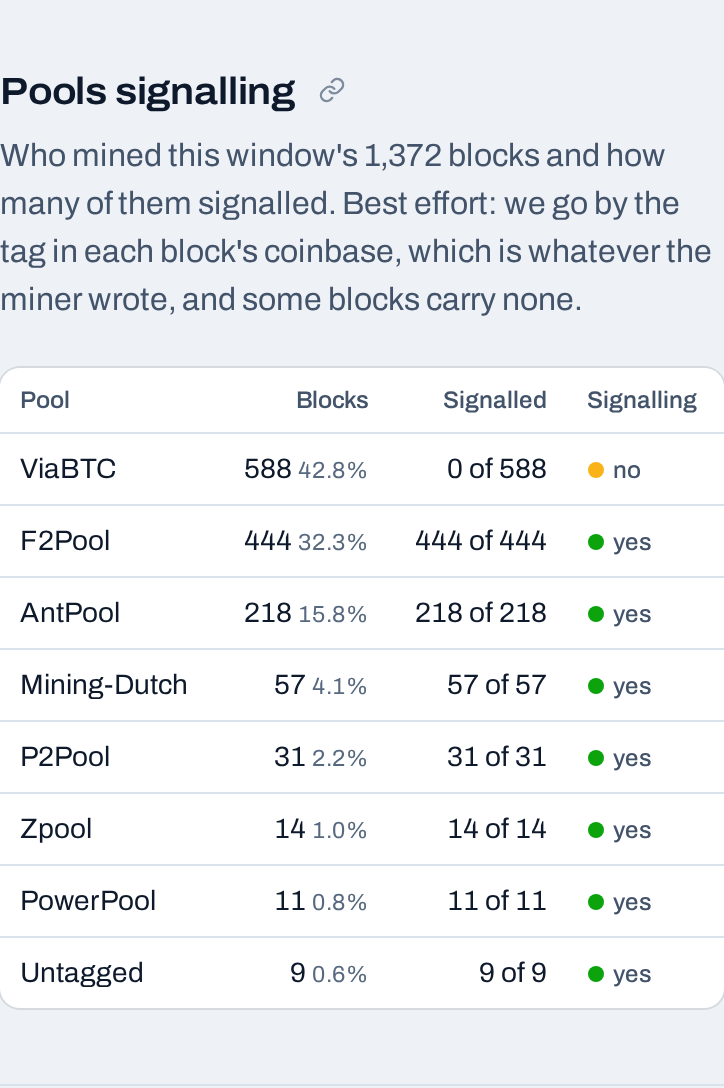 Pools signalling
Who mined this window's 1,372 blocks and how
many of them signalled. Best effort: we go by the
tag in each block's coinbase, which is whatever the
miner wrote, and some blocks carry none.
Pool Blocks Signalled Signalling
ViaBTC 588 42.8% 0 of 588 no
F2Pool 444 32.3% 444 of 444 yes
AntPool 218 15.8% 218 of 218 yes
Mining-Dutch 57 4.1% 57 of 57 yes
P2Pool 31 2.2% 31 of 31 yes
Zpool 14 1.0% 14 of 14 yes
PowerPool 11 0.8% 11 of 11 yes
Untagged 9 0.6% 9 of 9 yes